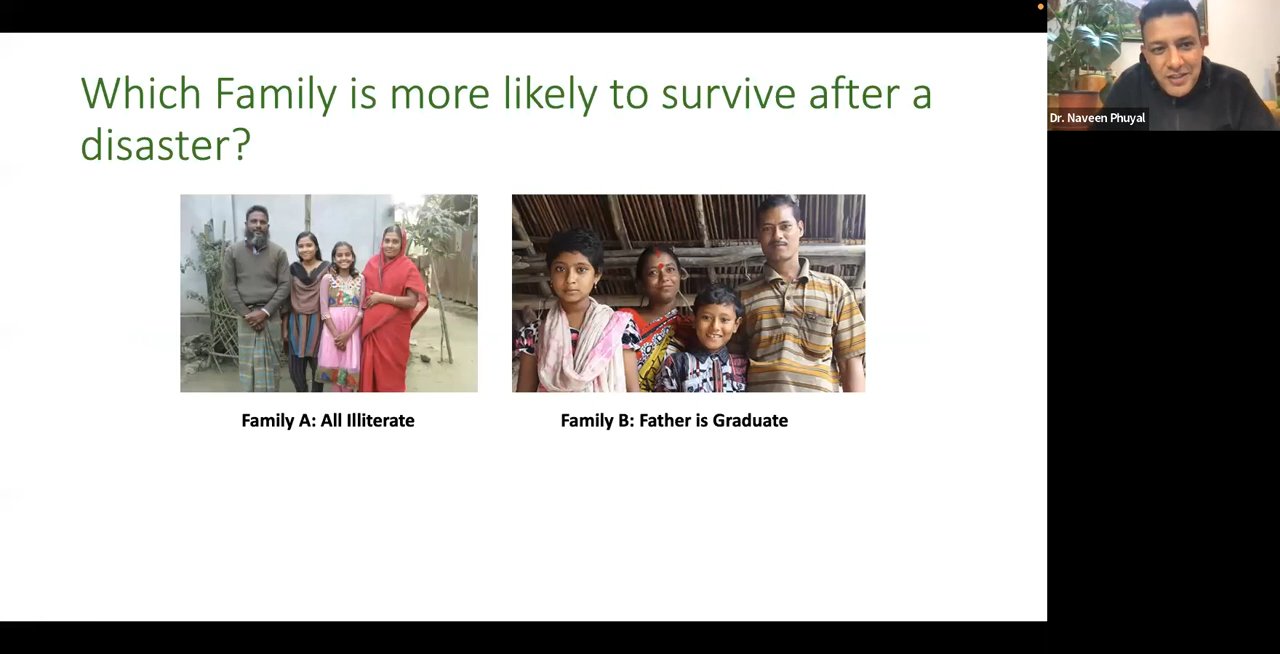 Which Family is more likely to survive after a
disaster?
Dr. Naveen Phuyal
Family A: All Illiterate
Family B: Father is Graduate